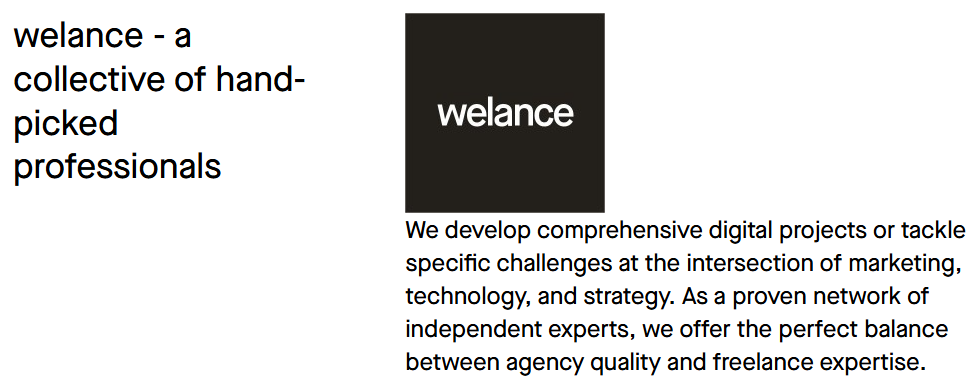 welance - a
collective of hand-
picked
professionals
welance
We develop comprehensive digital projects or tackle
specific challenges at the intersection of marketing,
technology, and strategy. As a proven network of
independent experts, we offer the perfect balance
between agency quality and freelance expertise.